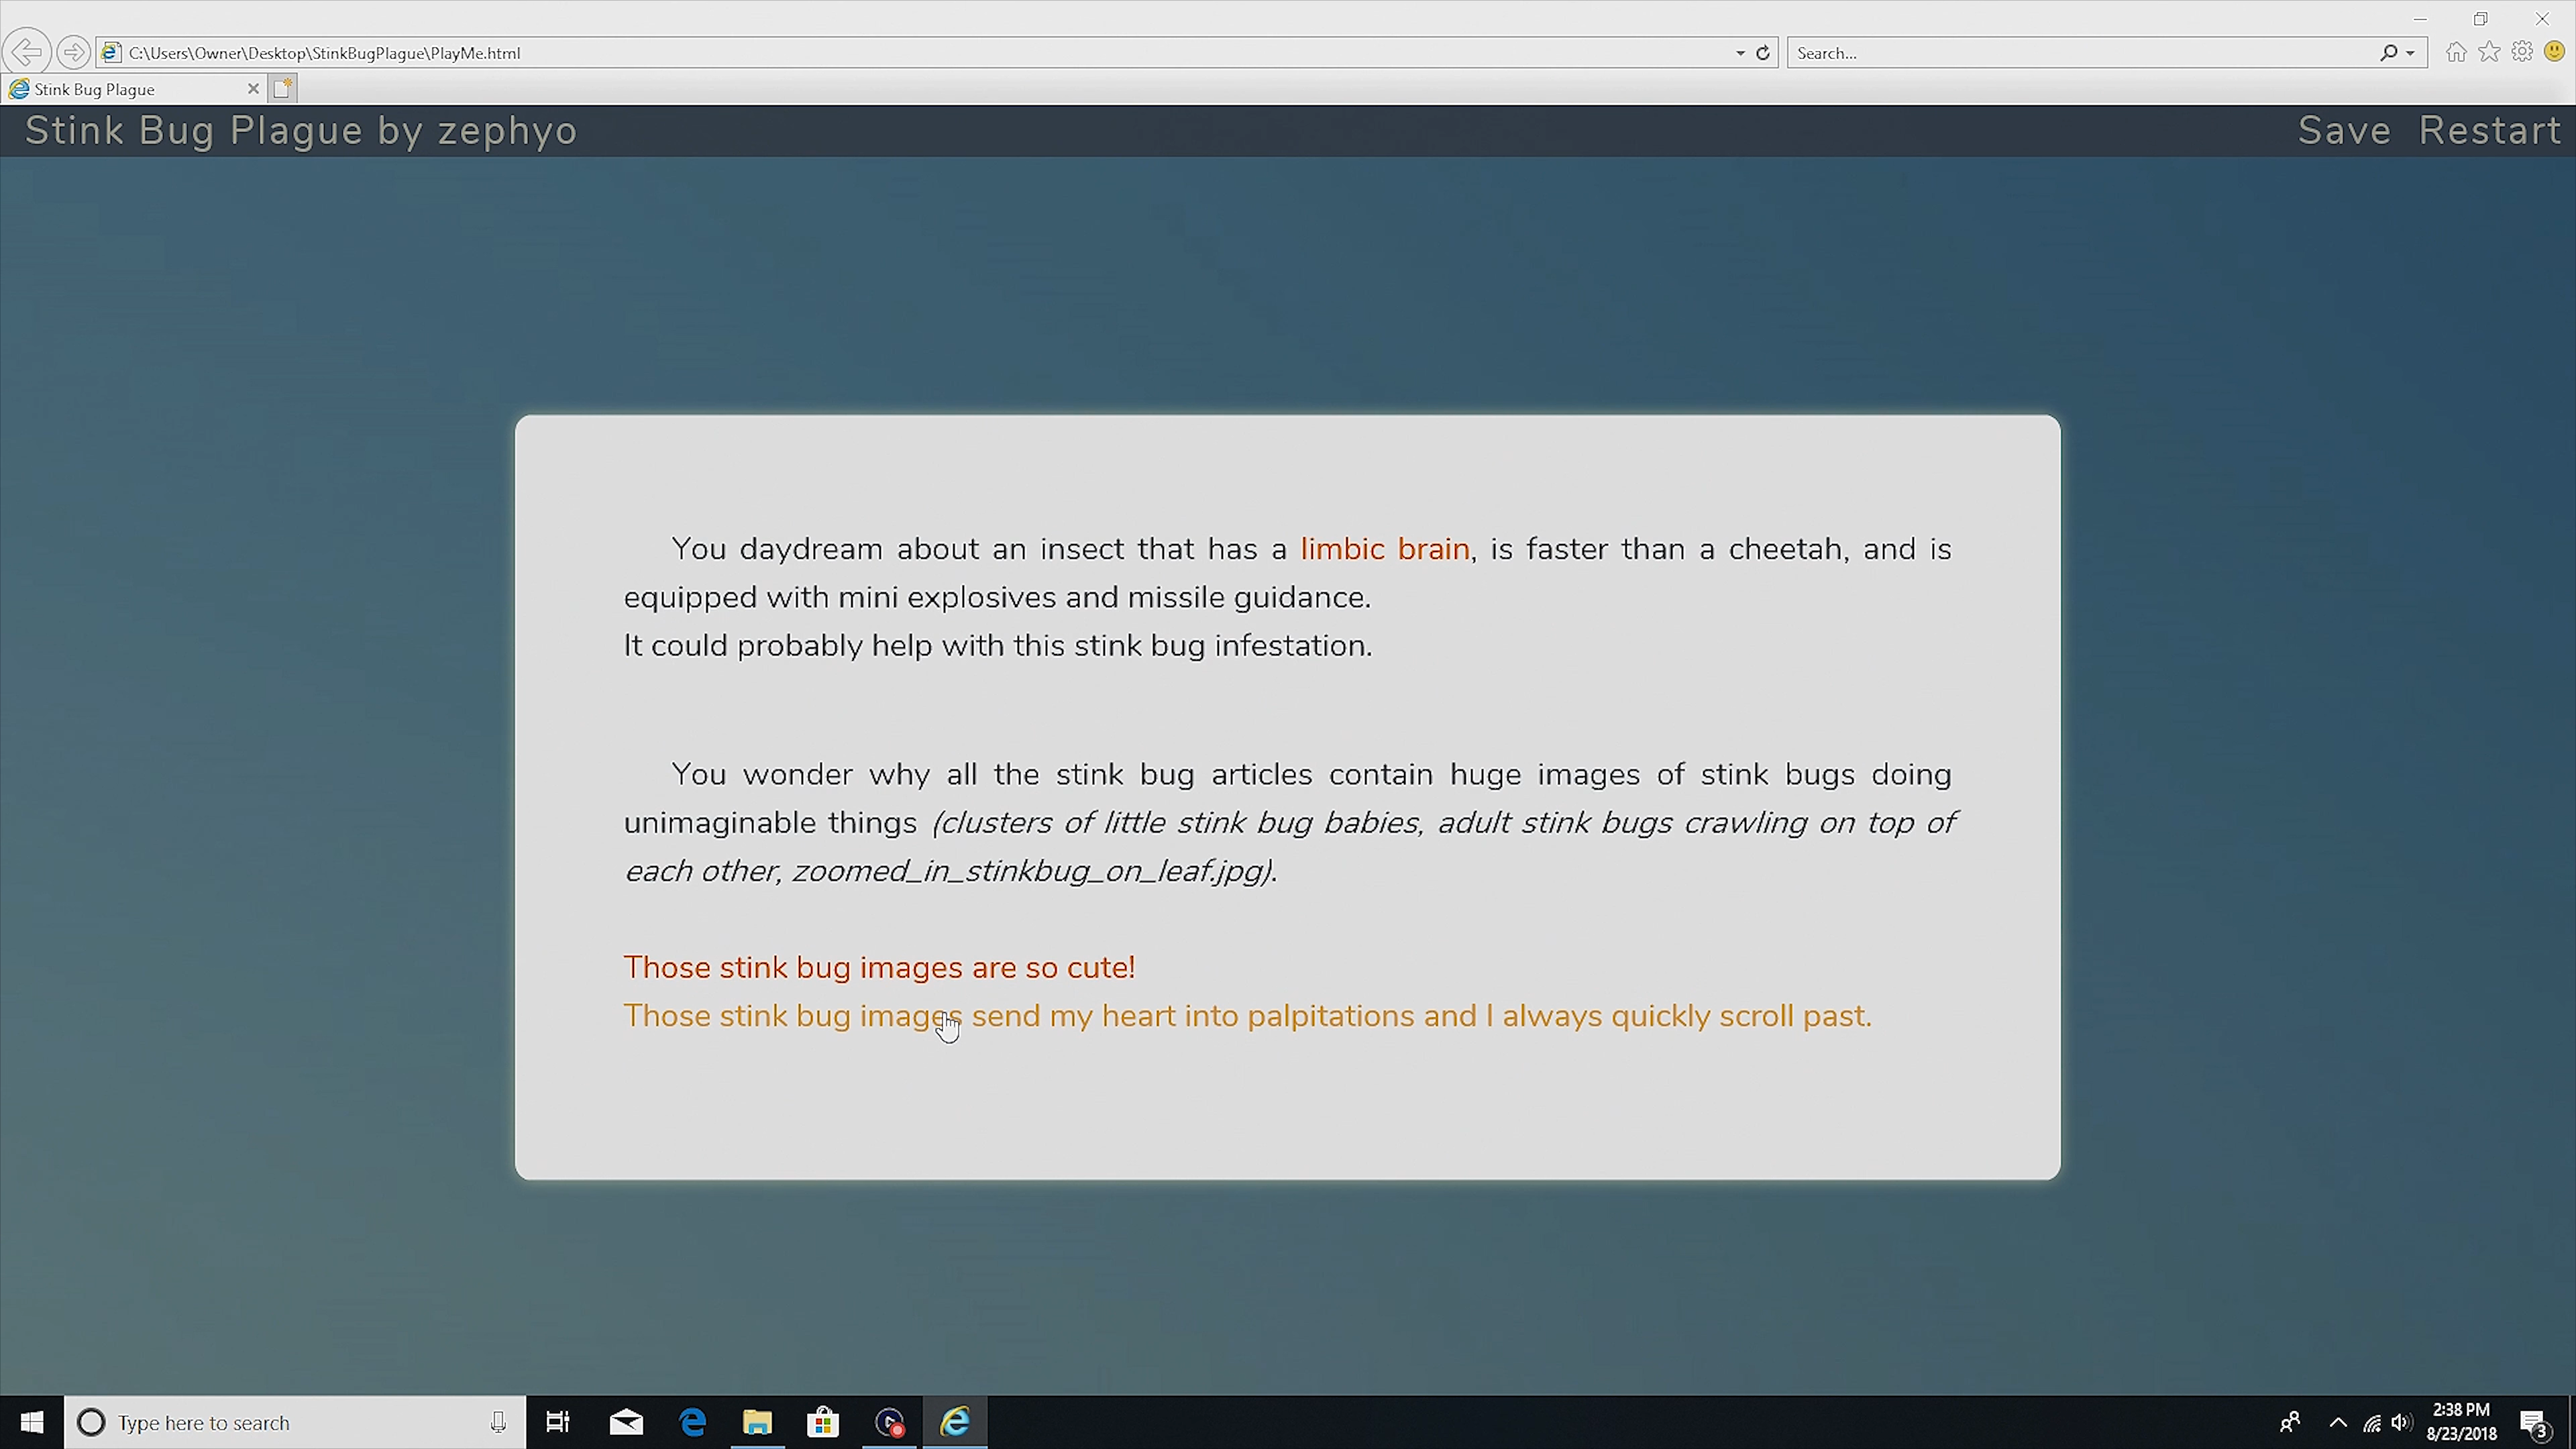 C:\Users\Owner\Desktop\StinkBugPlague\PlayMe.html
Search...
Stink Bug Plague
Stink Bug Plague by zephyo
Save Restart
You daydream about an insect that has a limbic brain, is faster than a cheetah, and is
equipped with mini explosives and missile guidance.
It could probably help with this stink bug infestation.
You wonder why all the stink bug articles contain huge images of stink bugs doing
unimaginable things (clusters of little stink bug babies, adult stink bugs crawling on top of
each other, zoomed_in_stinkbug_on_leaf.jpg).
Those stink bug images are so cute!
Those stink bug images send my heart into palpitations and I always quickly scroll past.
Type here to search
2:38 PM
8/23/2018
3